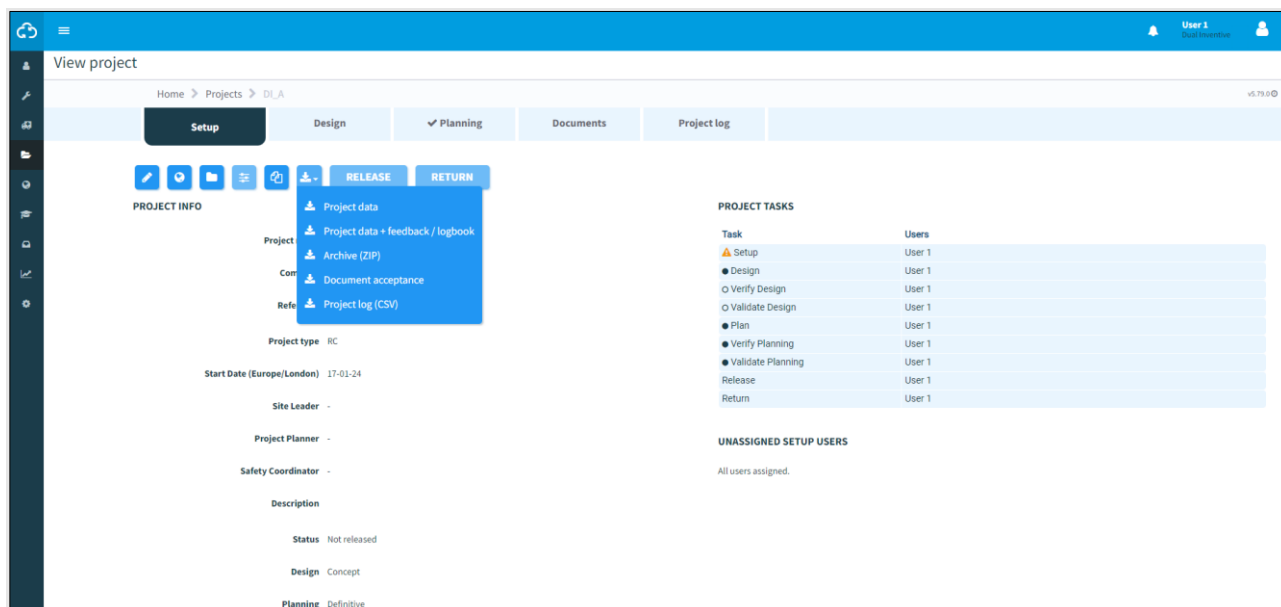 User 1
Dual Inventive
View project
Home > Projects > DI_A
v5.79.0
Setup
Design
Planning
Documents
Project log
RELEASE
RETURN
Project data
Project data + feedback / logbook
Archive (ZIP)
Document acceptance
Project log (CSV)
PROJECT INFO
Project
Com
Refe
Project type RC
Start Date (Europe/London) 17-01-24
Site Leader -
Project Planner -
Safety Coordinator -
Description
Status Not released
Design Concept
Planning Definitive
PROJECT TASKS
Task Users
Setup User 1
Design User 1
Verify Design User 1
Validate Design User 1
Plan User 1
Verify Planning User 1
Validate Planning User 1
Release User 1
Return User 1
UNASSIGNED SETUP USERS
All users assigned.